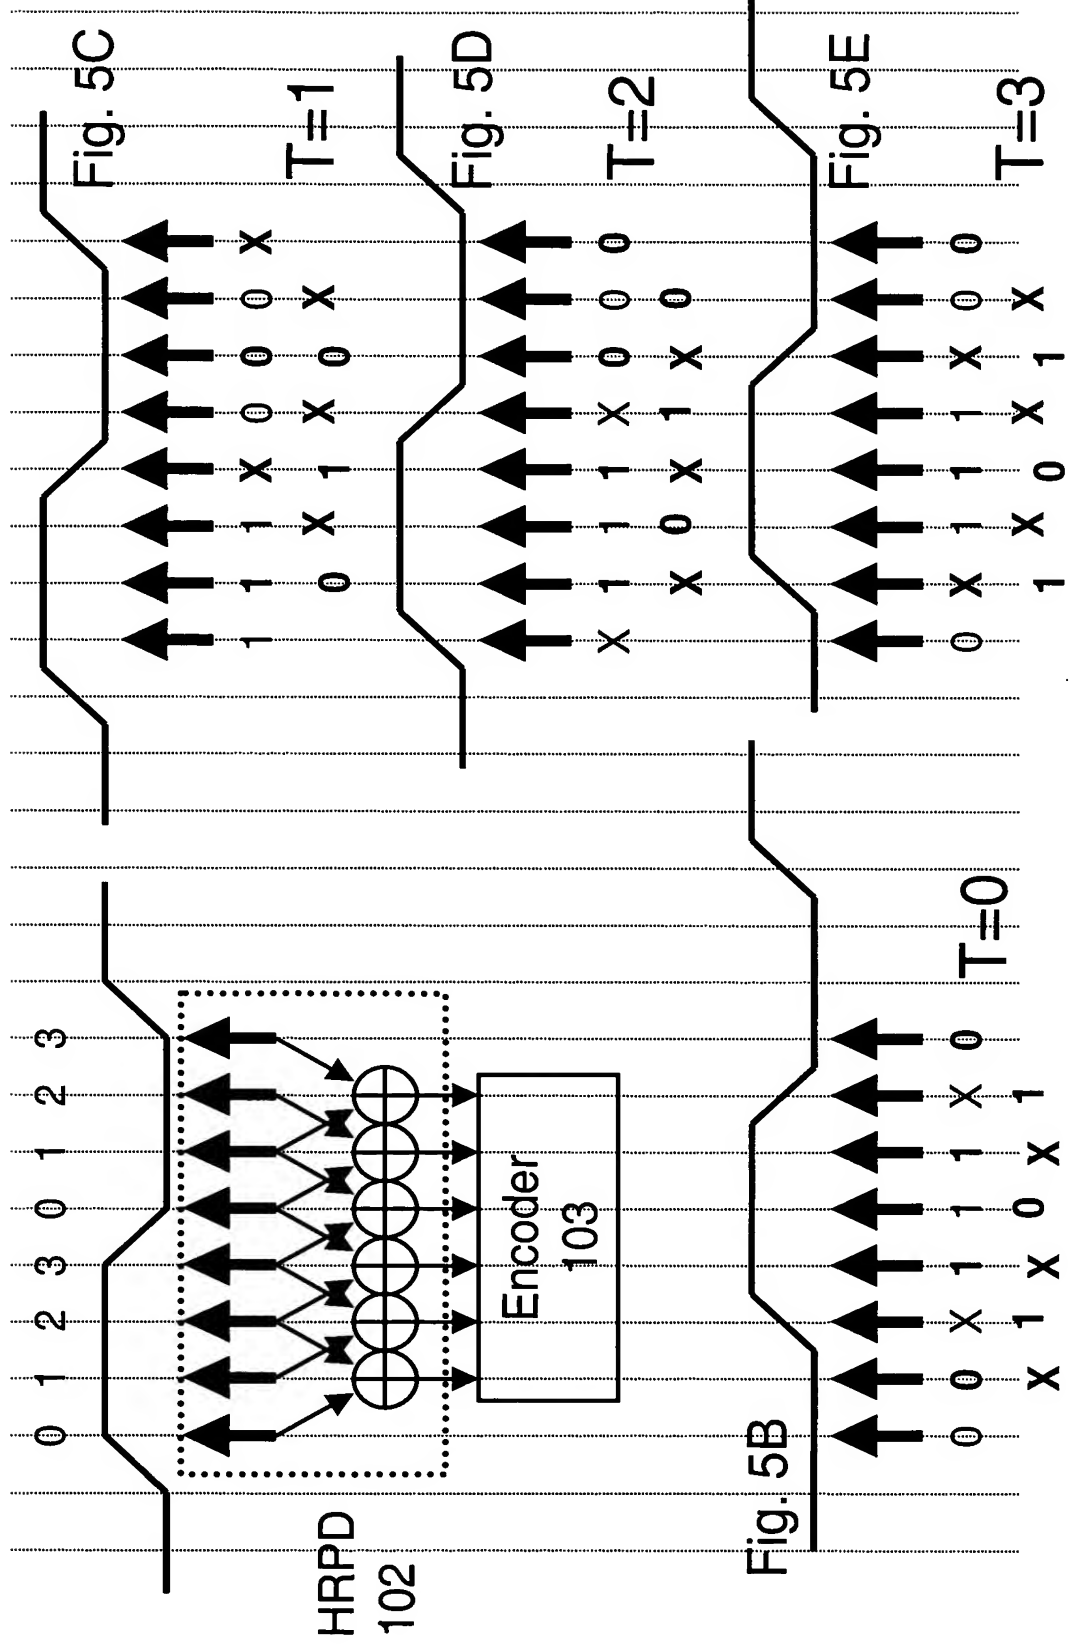 0 1 2 3 0 1 2 3
HRPD
102
Encoder
103
Fig. 5B
0 0 X 1 1 1 X 0
X 1 X 0 X 1
T=0
Fig. 5C
1 1 1 X 0 0 0 X
0 X 1 X 0 X
T=1
Fig. 5D
X 1 1 1 X 0 0 0
X 0 X 1 X 0
T=2
Fig. 5E
0 X 1 1 1 X 0 0
1 X 0 X 1 X
T=3